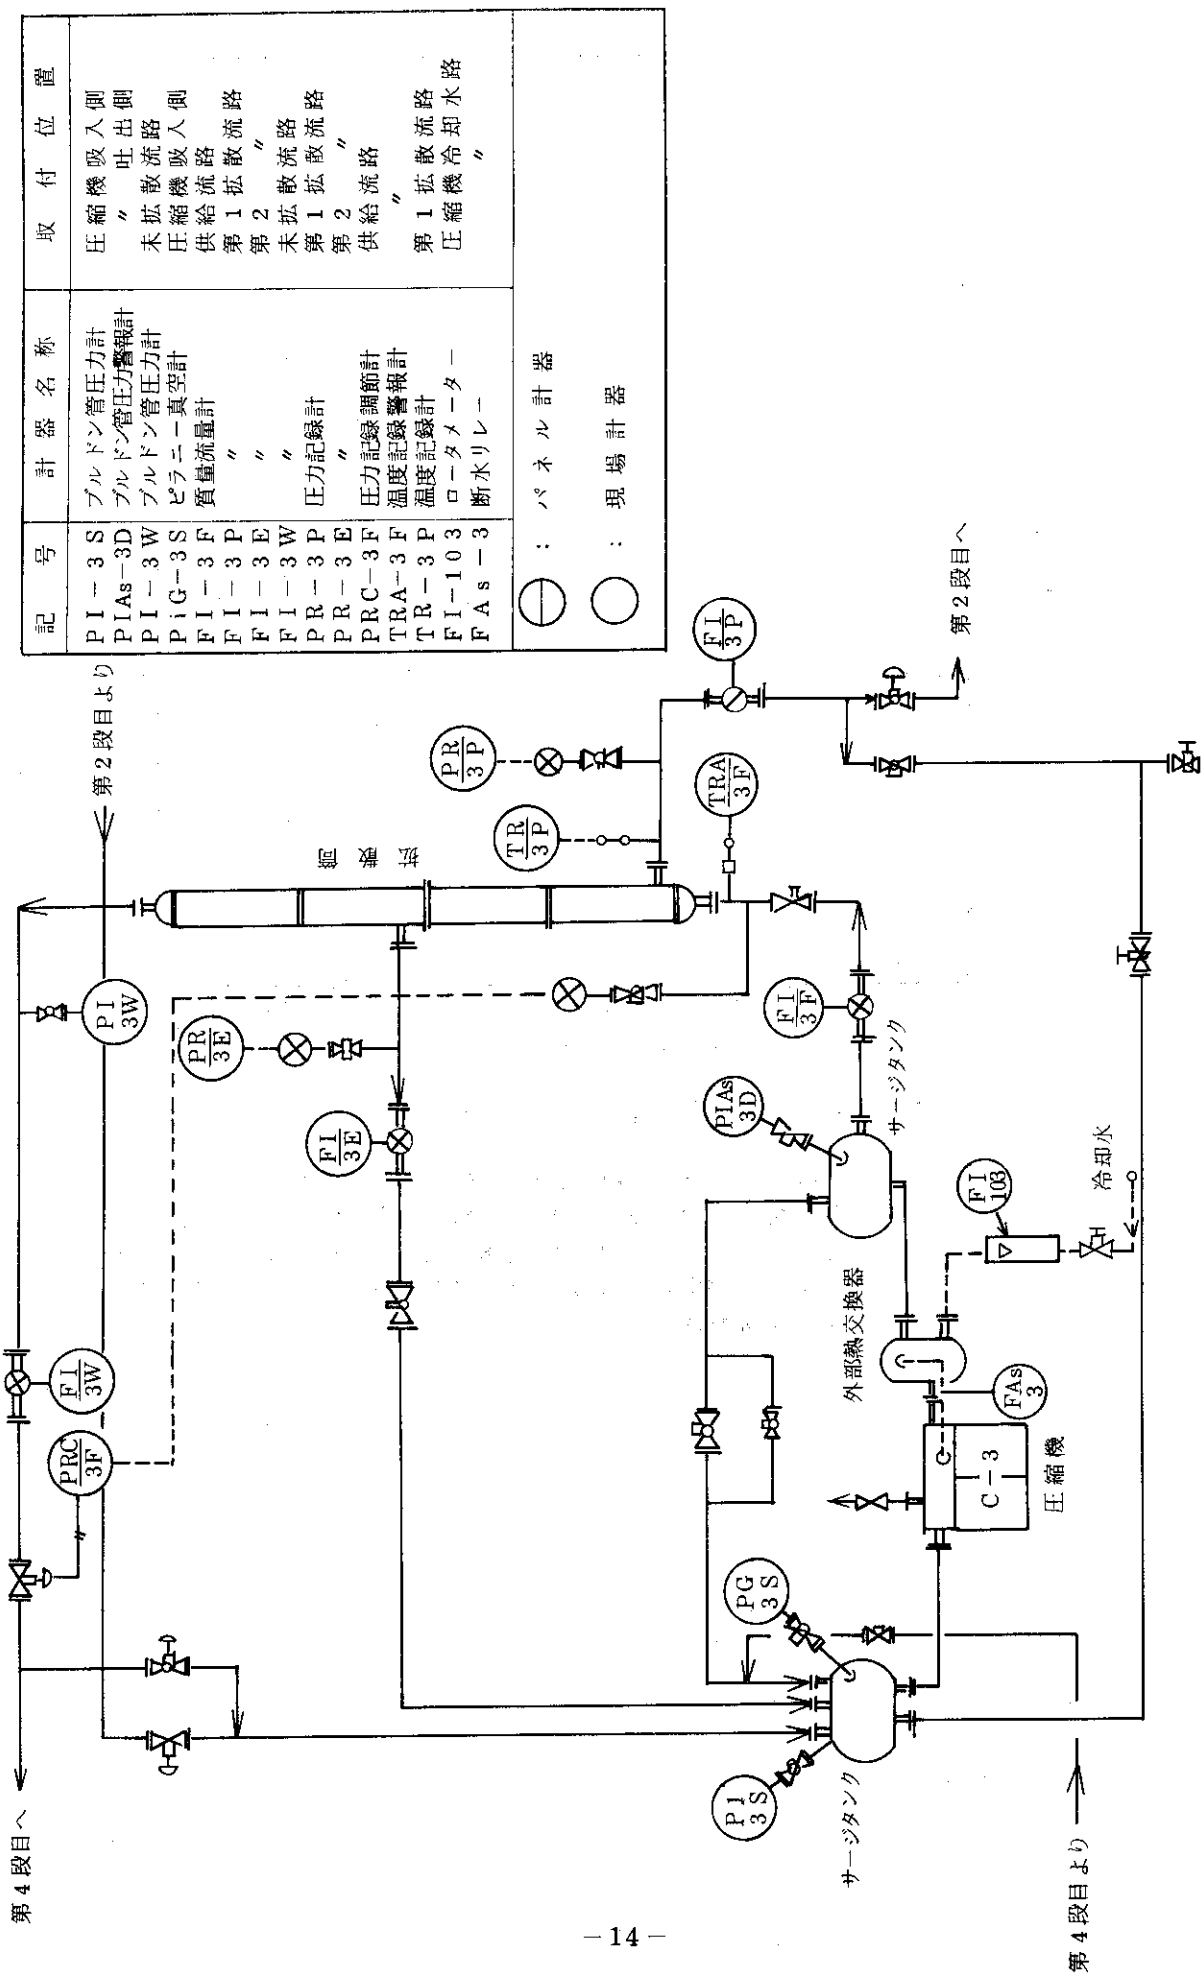 記 号 計 器 名 称 取 付 位 置
PI-3S ブルドン管圧力計 圧縮機吸入側
PIAs-3D ブルドン管圧力警報計 〃 吐出側
PI-3W ブルドン管圧力計 未拡散流路
PiG-3S ピラニー真空計 圧縮機吸入側
FI-3F 質量流量計 供給流路
FI-3P 〃 第1拡散流路
FI-3E 〃 第2 〃
FI-3W 〃 未拡散流路
PR-3P 圧力記録計 第1拡散流路
PR-3E 〃 第2 〃
PRC-3F 圧力記録調節計 供給流路
TRA-3F 温度記録警報計 〃
TR-3P 温度記録計 第1拡散流路
FI-103 ロータメーター 圧縮機冷却水路
FAs-3 断水リレー 〃
: パネル計器
: 現場計器
第4段目へ
第2段目より
PI
3W
FI
3W
PRC
3F
PR
3E
FI
3E
拡散筒
TR
3P
PR
3P
TRA
3F
FI
3P
第2段目へ
FI
3F
サージタンク
PIAs
3D
外部熱交換器
FI
103
冷却水
FAs
3
C-3
圧縮機
PG
3S
PI
3S
サージタンク
第4段目より
-14-